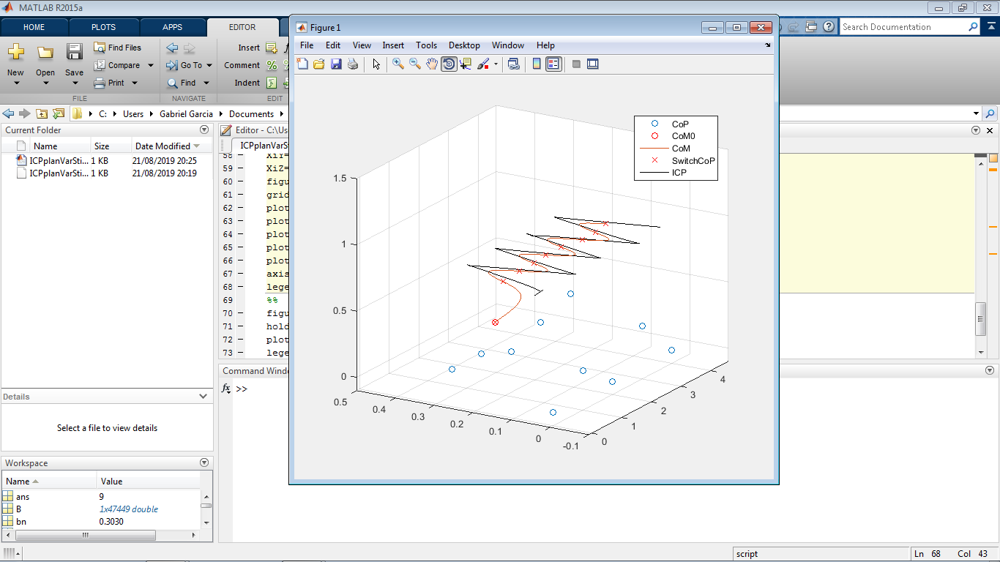 MATLAB R2015a
HOME PLOTS APPS EDITOR
Search Documentation
New Open Save
Find Files
Compare
Print
Go To
Find
Insert
Comment
Indent
FILE NAVIGATE EDIT
C: Users Gabriel Garcia Documents
Current Folder
Name Size Date Modified
ICPplanVarSti... 1 KB 21/08/2019 20:25
ICPplanVarSti... 1 KB 21/08/2019 20:19
Details
Select a file to view details
Workspace
Name Value
ans 9
B 1x47449 double
bn 0.3030
Editor - C:\Us
ICPplanVarSt
58 XiY=
59 XiZ=
60 figu
61 grid
62 plot
63 plot
64 plot
65 plot
66 plot
67 axis
68 lege
69 %%
70 figu
71 hold
72 plot
73 lege
Command Windo
fx >>
Figure 1
File Edit View Insert Tools Desktop Window Help
CoP
CoM0
CoM
SwitchCoP
ICP
1.5
1
0.5
0
0.5
0.4
0.3
0.2
0.1
0
-0.1
0
1
2
3
4
script
Ln 68 Col 43